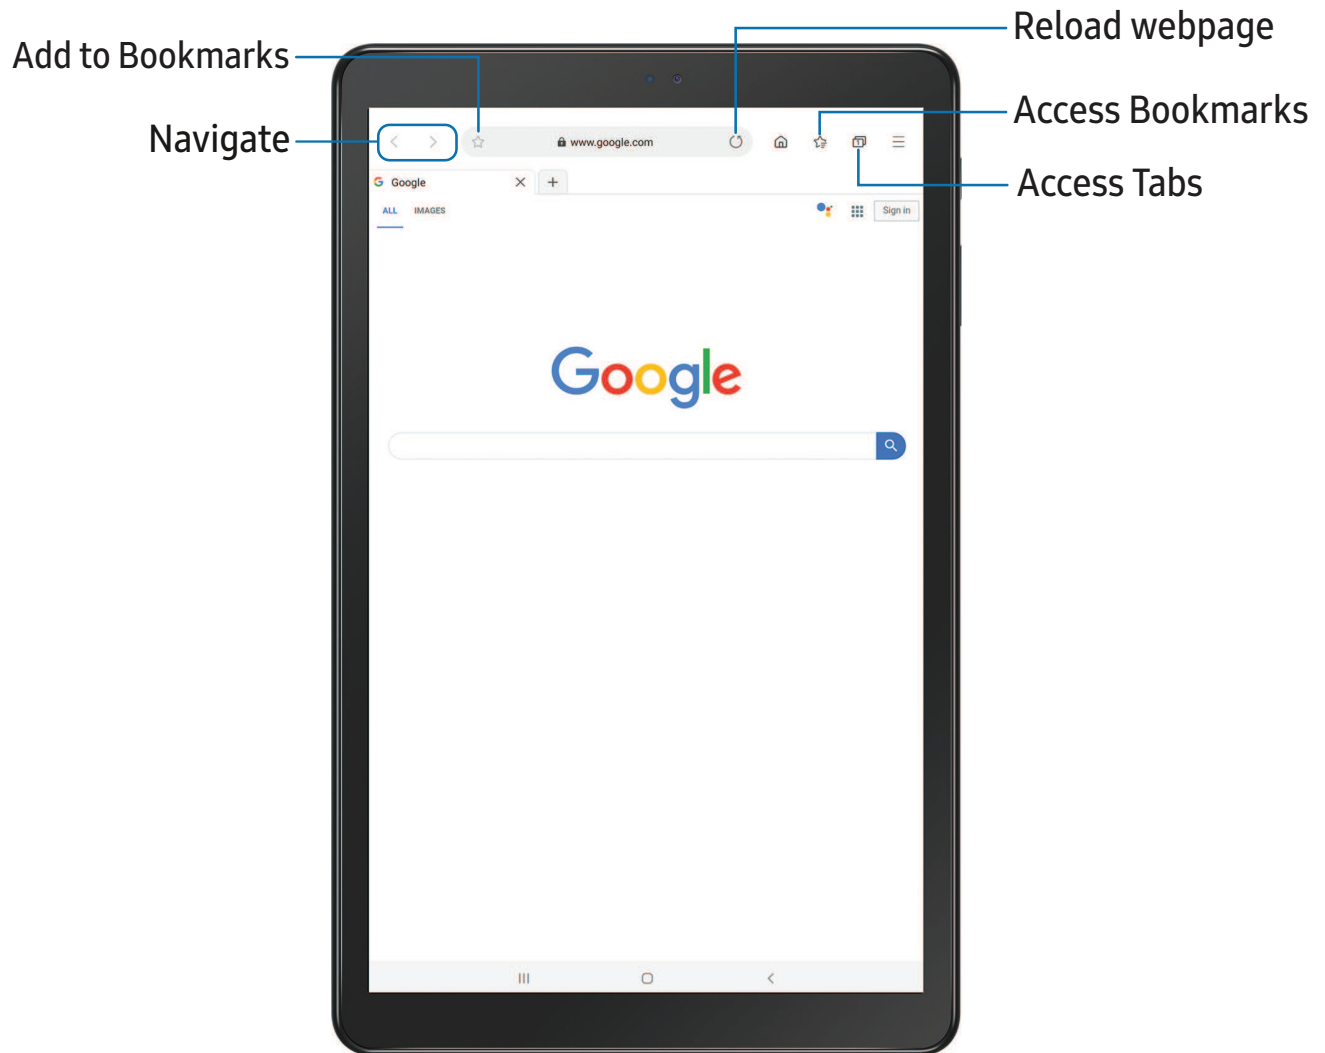 Reload webpage
Add to Bookmarks
Access Bookmarks
Navigate
www.google.com
1
Access Tabs
G Google
ALL IMAGES
Sign in
Google